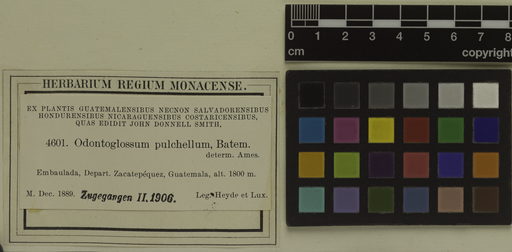 0 1 2 3 4 5 6 7 8
cm
copyright
HERBARIUM REGIUM MONACENSE.
EX PLANTIS GUATEMALENSIBUS NECNON SALVADORENSIBUS
HONDURENSIBUS NICARAGUENSIBUS COSTARICENSIBUS,
QUAS EDIDIT JOHN DONNELL SMITH.
4601. Odontoglossum pulchellum, Batem.
determ. Ames.
Embaulada, Depart. Zacatepéquez, Guatemala, alt. 1800 m.
M. Dec. 1889. Zugegangen II. 1906. Leg. Heyde et Lux.